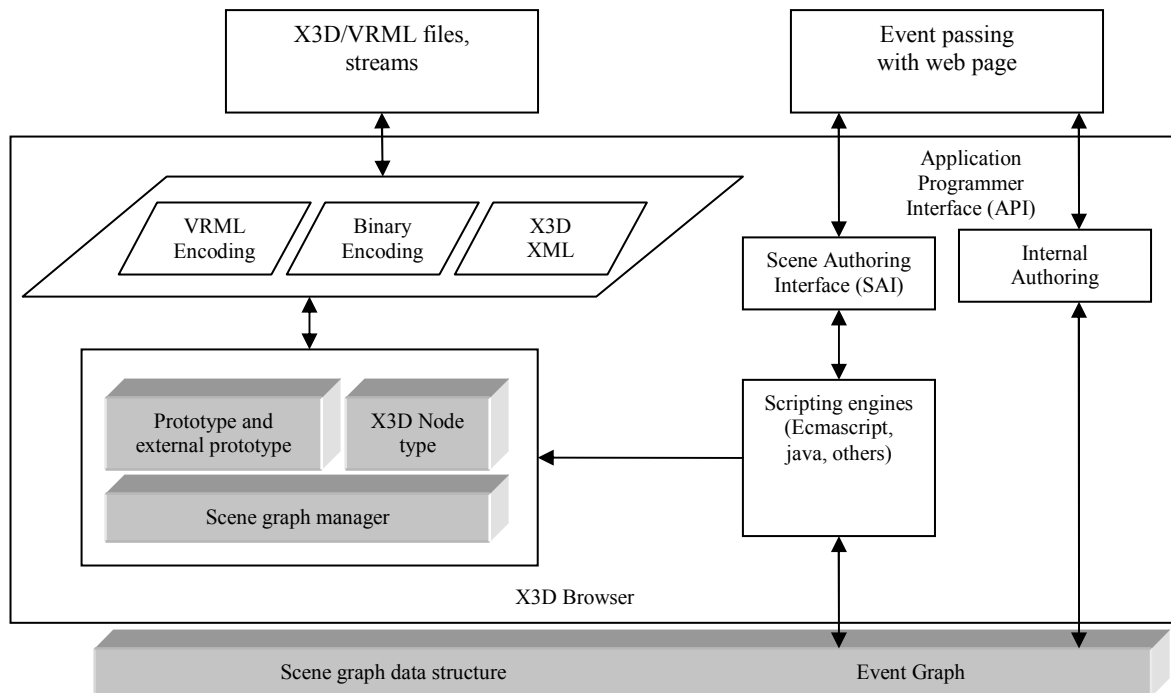 X3D/VRML files,
streams
Event passing
with web page
Application
Programmer
Interface (API)
VRML
Encoding
Binary
Encoding
X3D
XML
Scene Authoring
Interface (SAI)
Internal
Authoring
Prototype and
external prototype
X3D Node
type
Scene graph manager
Scripting engines
(Ecmascript,
java, others)
X3D Browser
Scene graph data structure
Event Graph